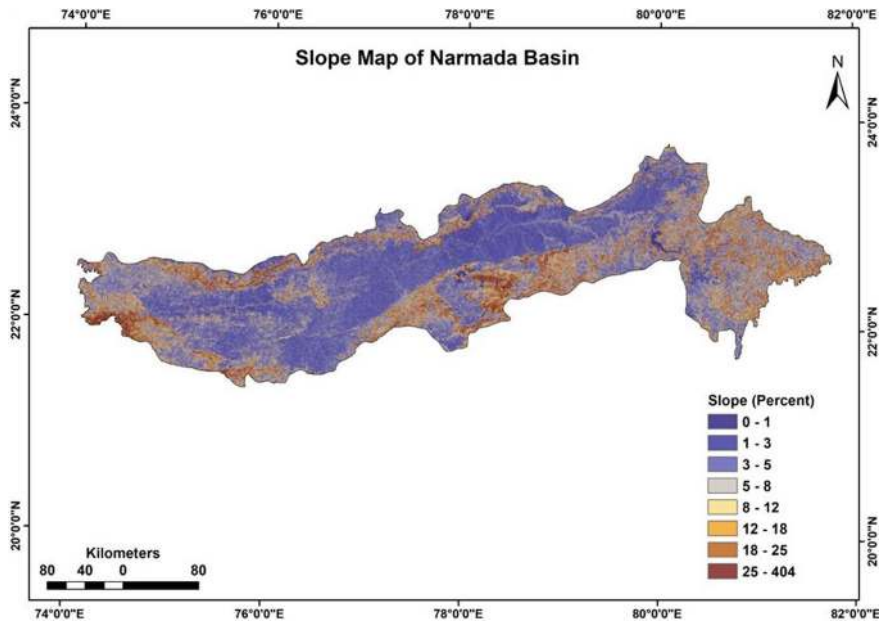 74°0'0"E 76°0'0"E 78°0'0"E 80°0'0"E 82°0'0"E
Slope Map of Narmada Basin
N
24°0'0"N
24°0'0"N
22°0'0"N
22°0'0"N
Slope (Percent)
0 - 1
1 - 3
3 - 5
5 - 8
8 - 12
12 - 18
18 - 25
25 - 404
20°0'0"N
20°0'0"N
Kilometers
80 40 0 80
74°0'0"E 76°0'0"E 78°0'0"E 80°0'0"E 82°0'0"E